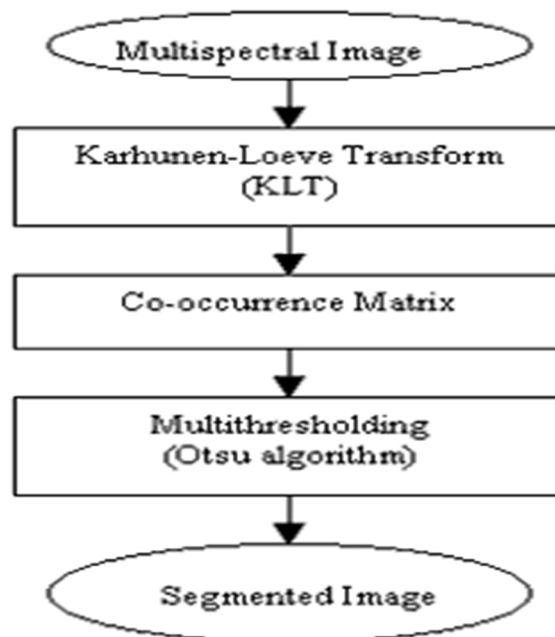 Multispectral Image
Karhunen-Loeve Transform
(KLT)
Co-occurrence Matrix
Multithresholding
(Otsu algorithm)
Segmented Image